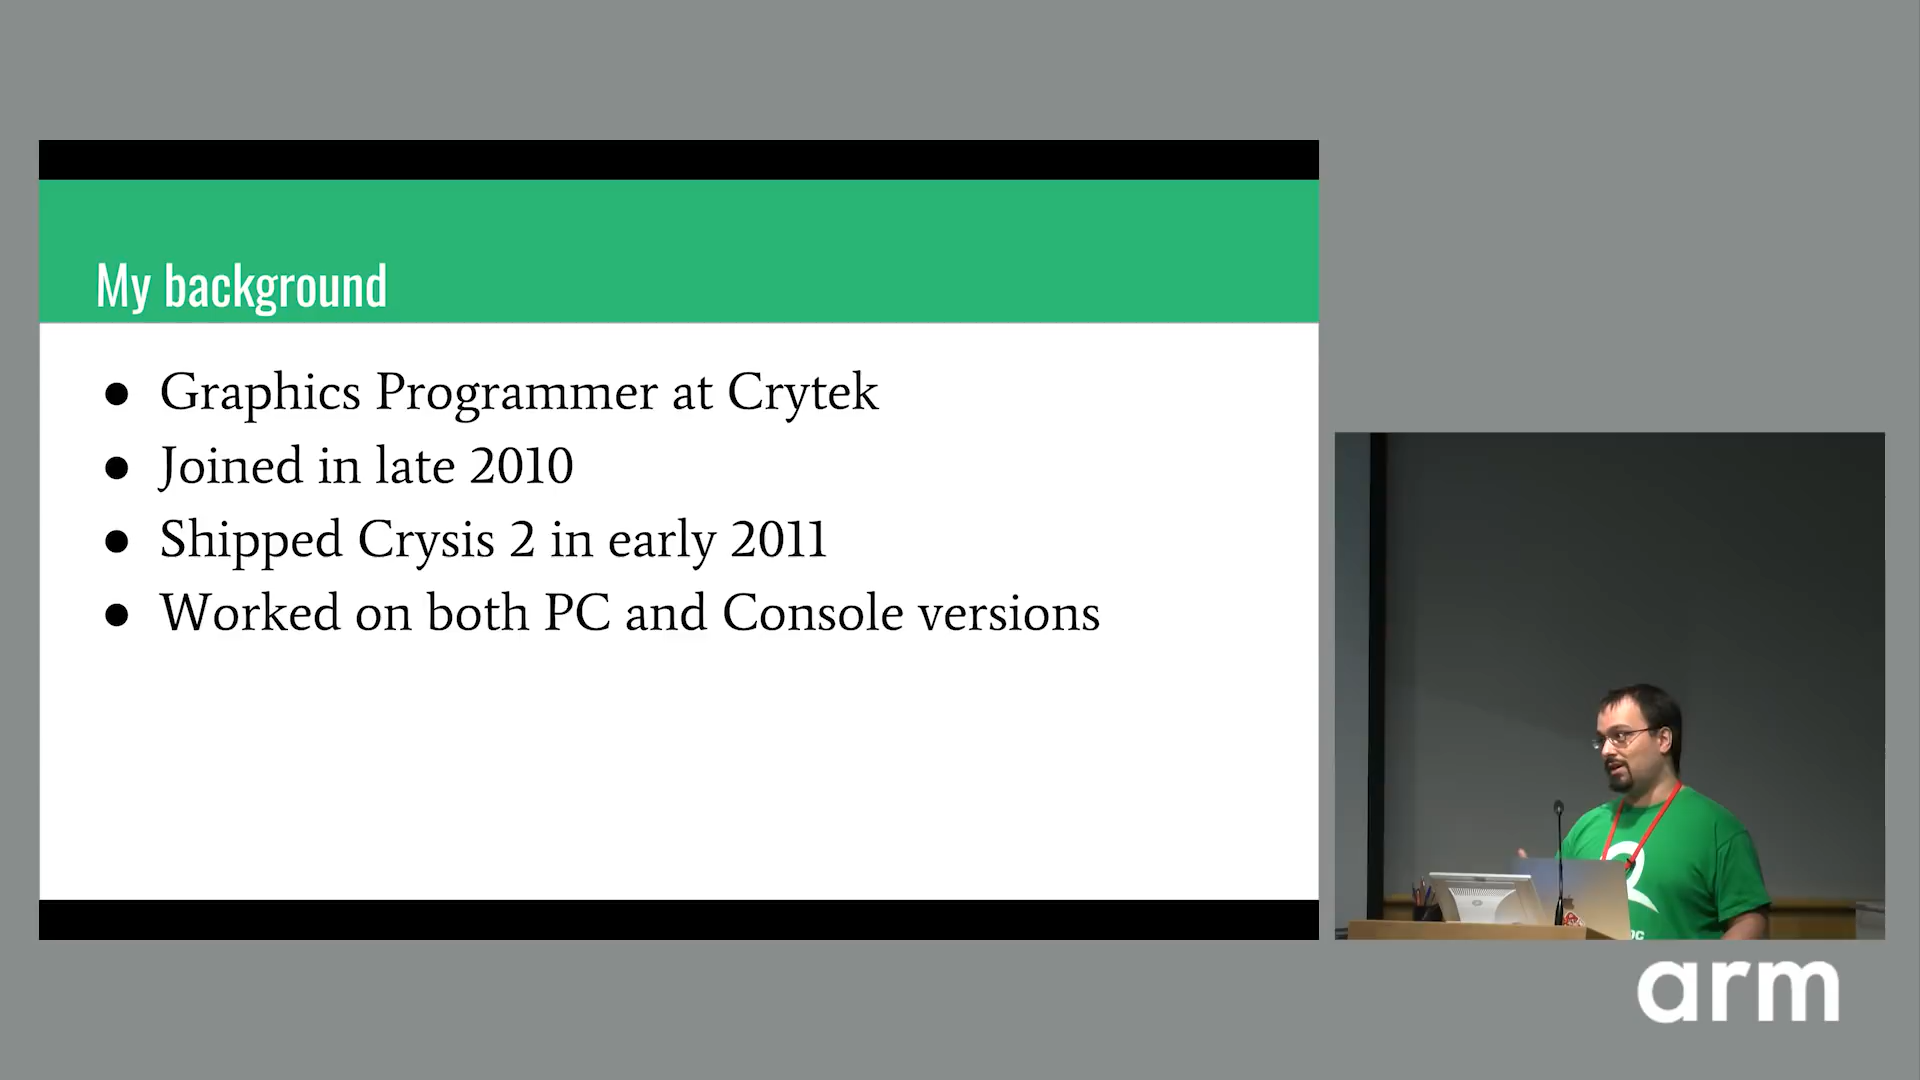 My background
● Graphics Programmer at Crytek
● Joined in late 2010
● Shipped Crysis 2 in early 2011
● Worked on both PC and Console versions
arm